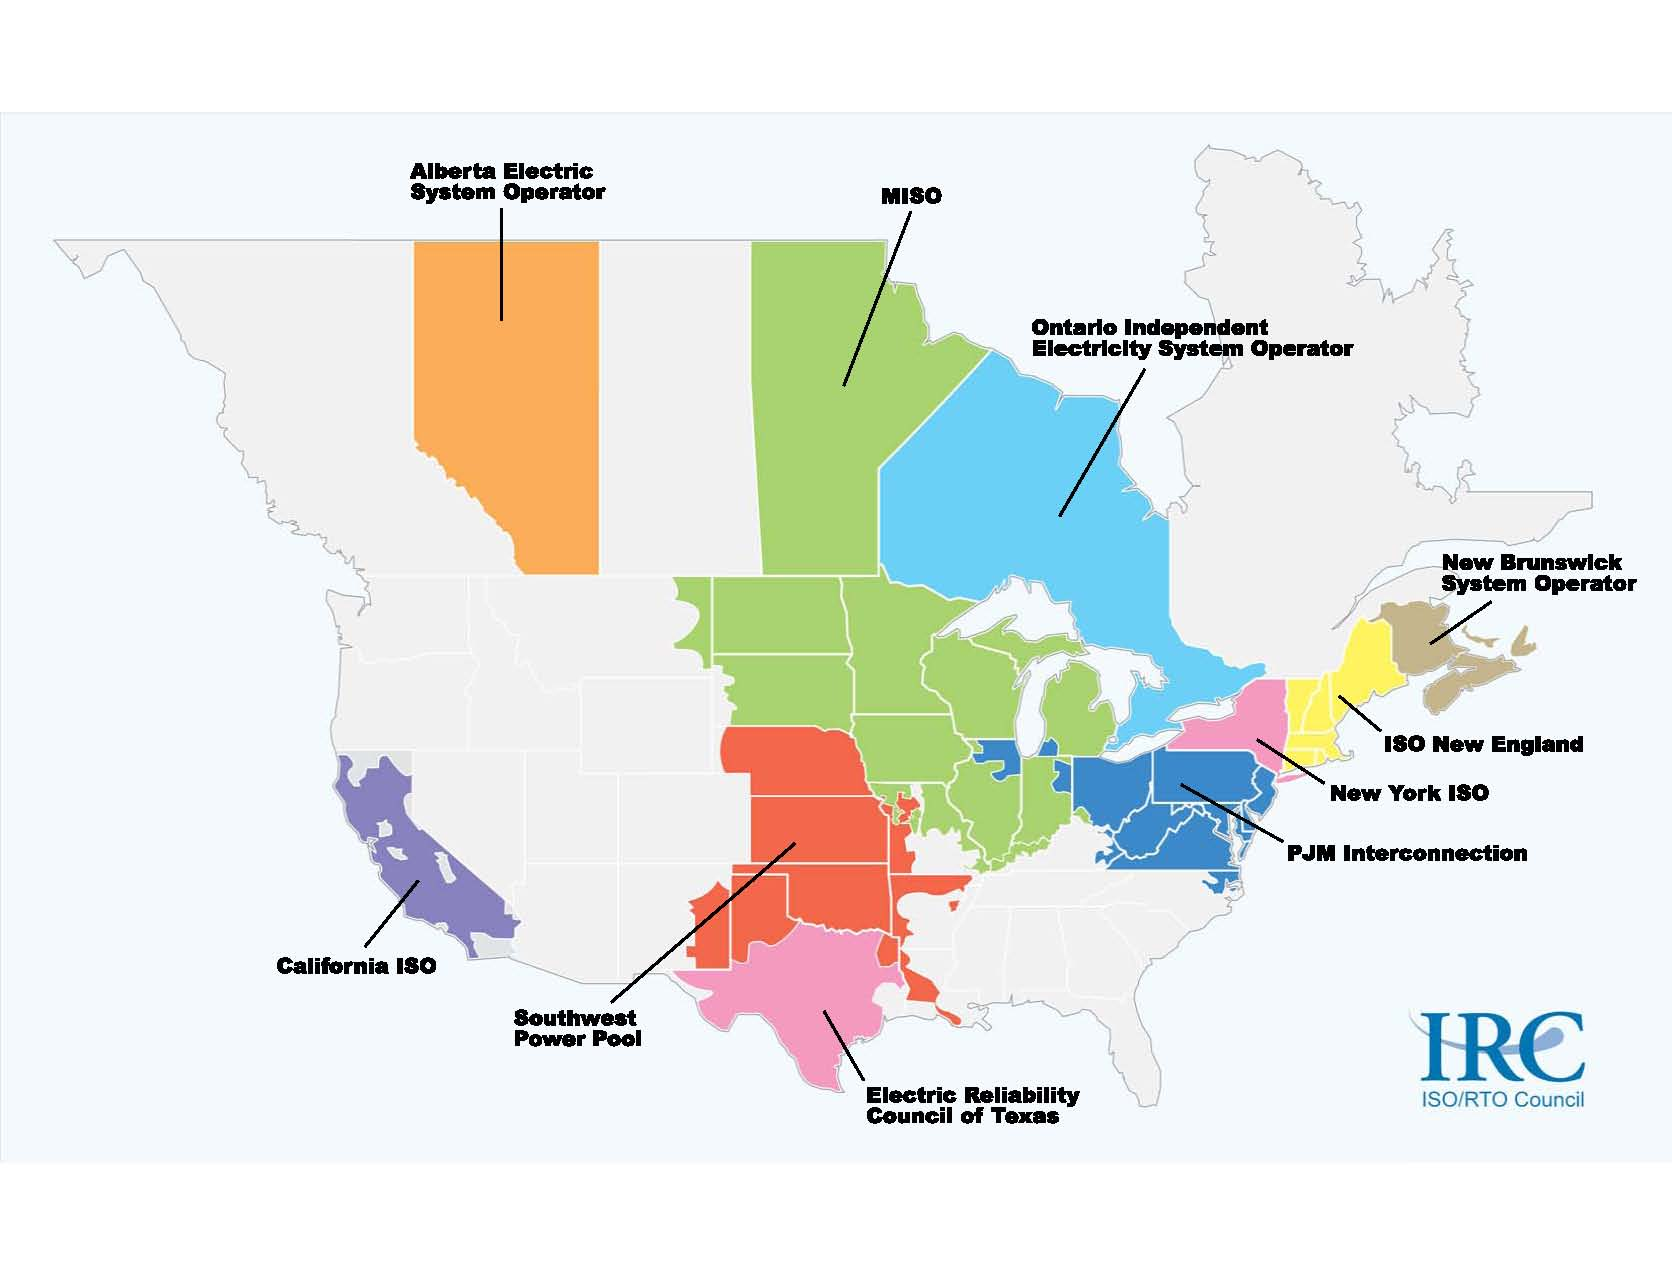 Alberta Electric
System Operator
MISO
Ontario Independent
Electricity System Operator
New Brunswick
System Operator
ISO New England
New York ISO
PJM Interconnection
California ISO
Southwest
Power Pool
Electric Reliability
Council of Texas
IRC
ISO/RTO Council